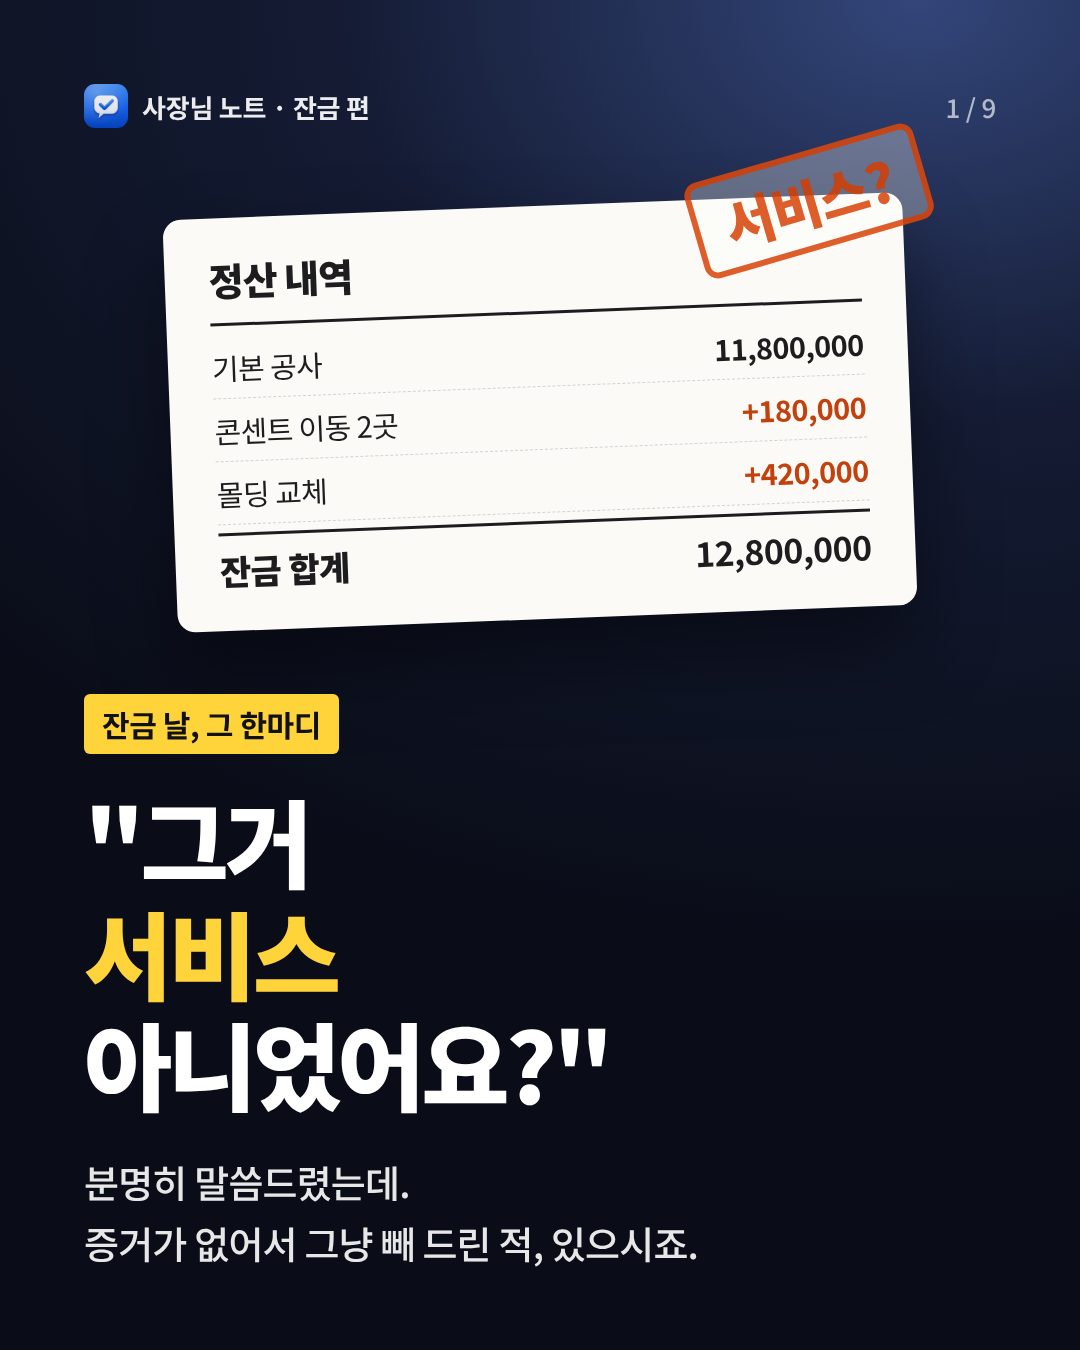 사장님 노트 · 잔금 편
1 / 9
서비스?
정산 내역
기본 공사 11,800,000
콘센트 이동 2곳 +180,000
몰딩 교체 +420,000
잔금 합계 12,800,000
잔금 날, 그 한마디
"그거
서비스
아니었어요?"
분명히 말씀드렸는데.
증거가 없어서 그냥 빼 드린 적, 있으시죠.